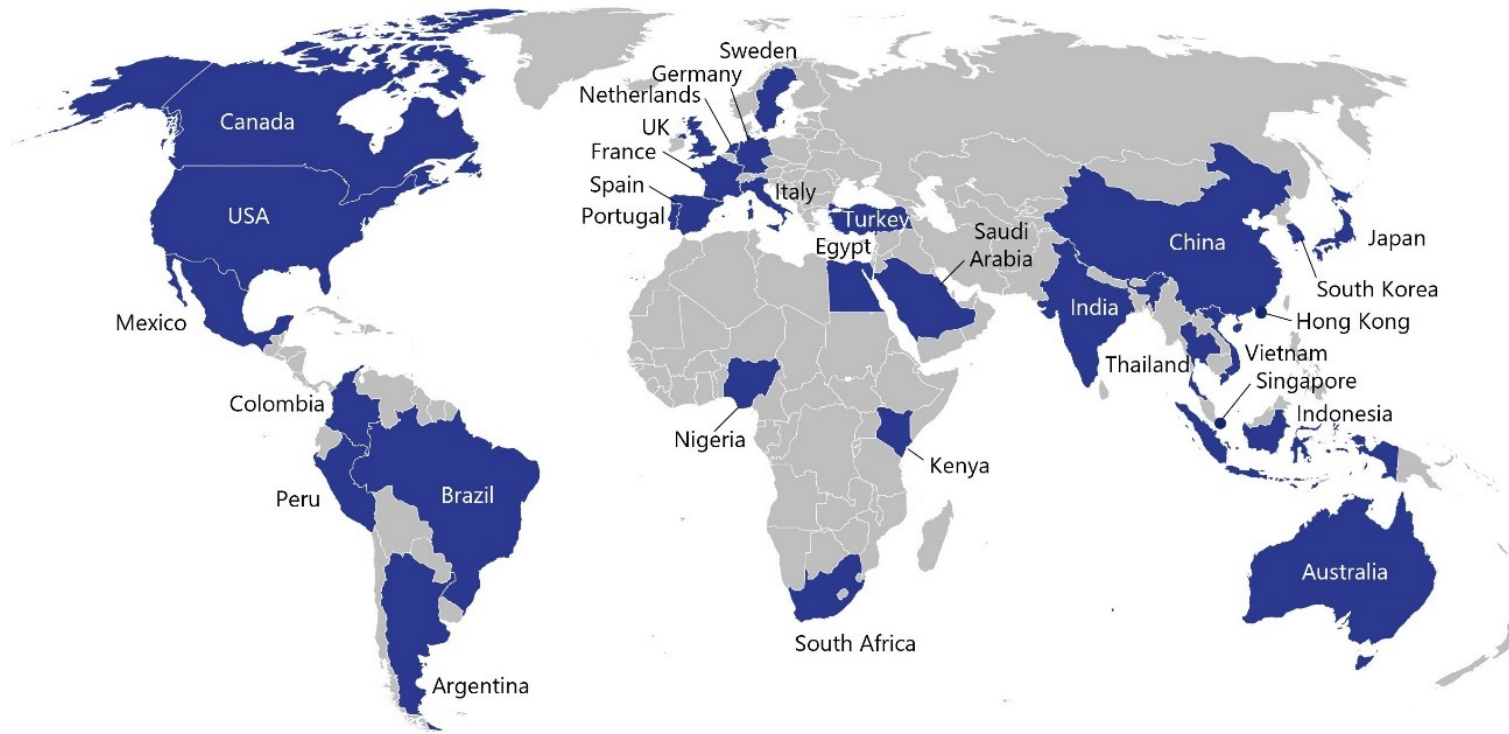 Sweden
Germany
Netherlands
Canada
UK
France
Spain
Italy
USA
Portugal
Turkey
Egypt
Saudi
Arabia
China
Japan
South Korea
India
Hong Kong
Mexico
Thailand
Vietnam
Singapore
Colombia
Indonesia
Nigeria
Kenya
Peru
Brazil
Australia
South Africa
Argentina